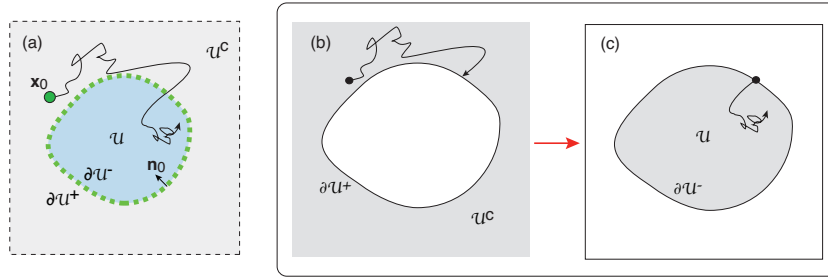 (a)
𝒰ᶜ
x₀
𝒰
n₀
∂𝒰⁻
∂𝒰⁺
(b)
∂𝒰⁺
𝒰ᶜ
(c)
𝒰
∂𝒰⁻